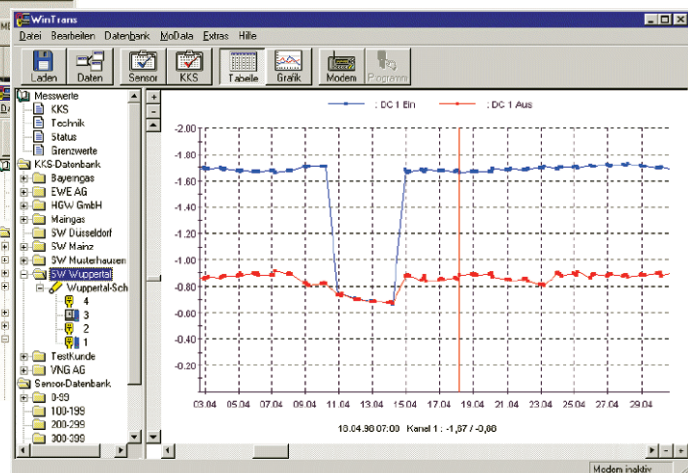 WinTrans
Datei Bearbeiten Datenbank MoData Extras Hilfe
Laden Daten Sensor KKS Tabelle Grafik Modem Programm
Messwerte
KKS
Technik
Status
Grenzwerte
KKS-Datenbank
Bayerngas
EWE AG
HGW GmbH
Maingas
SW Düsseldorf
SW Mainz
SW Musterhausen
SW Wuppertal
Wuppertal-Sch
4
3
2
1
TestKunde
VNG AG
Sensor-Datenbank
0-99
100-199
200-299
300-399
: DC 1 Ein : DC 1 Aus
-2.00
-1.80
-1.60
-1.40
-1.20
-1.00
-0.80
-0.60
-0.40
-0.20
03.04 05.04 07.04 09.04 11.04 13.04 15.04 17.04 19.04 21.04 23.04 25.04 27.04 29.04
18.04.98 07:00 Kanal 1 : -1,67 / -0,86
Modem inaktiv